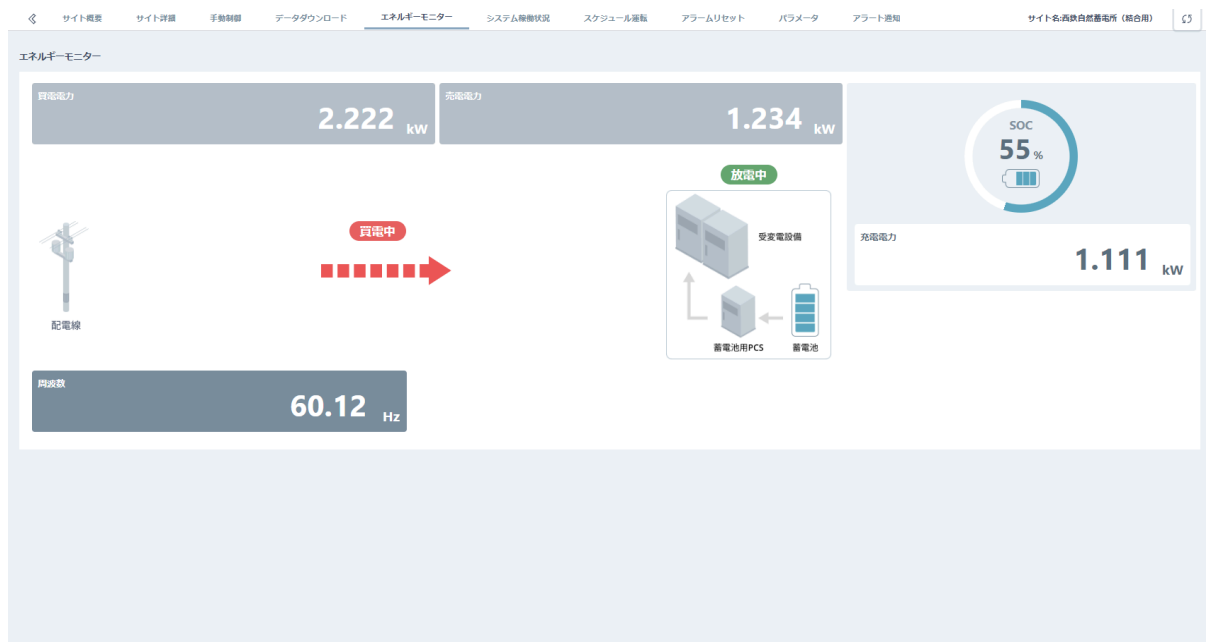 サイト概要 サイト詳細 手動制御 データダウンロード エネルギーモニター システム稼働状況 スケジュール運転 アラームリセット パラメータ アラート通知 サイト名:西鉄自然蓄電所（結合用）
エネルギーモニター
買電電力
2.222 kW
売電電力
1.234 kW
SOC
55 %
放電中
買電中
受変電設備
充電電力
1.111 kW
配電線
蓄電池用PCS 蓄電池
周波数
60.12 Hz